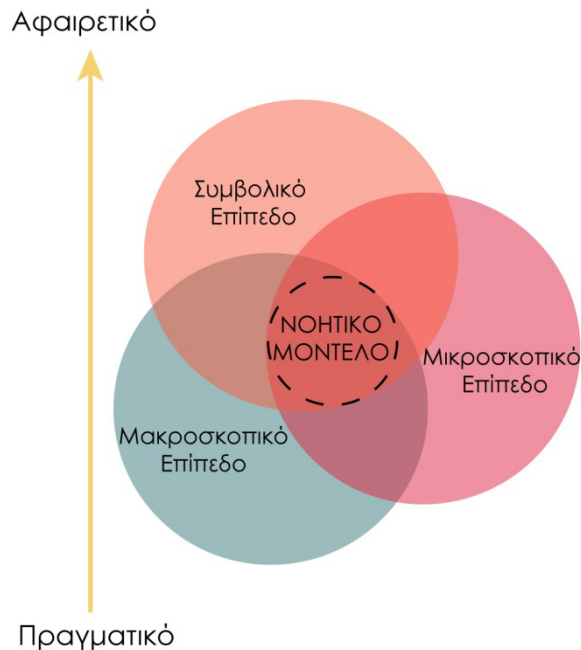 Αφαιρετικό
Συμβολικό
Επίπεδο
ΝΟΗΤΙΚΟ
ΜΟΝΤΕΛΟ
Μικροσκοπικό
Επίπεδο
Μακροσκοπικό
Επίπεδο
Πραγματικό